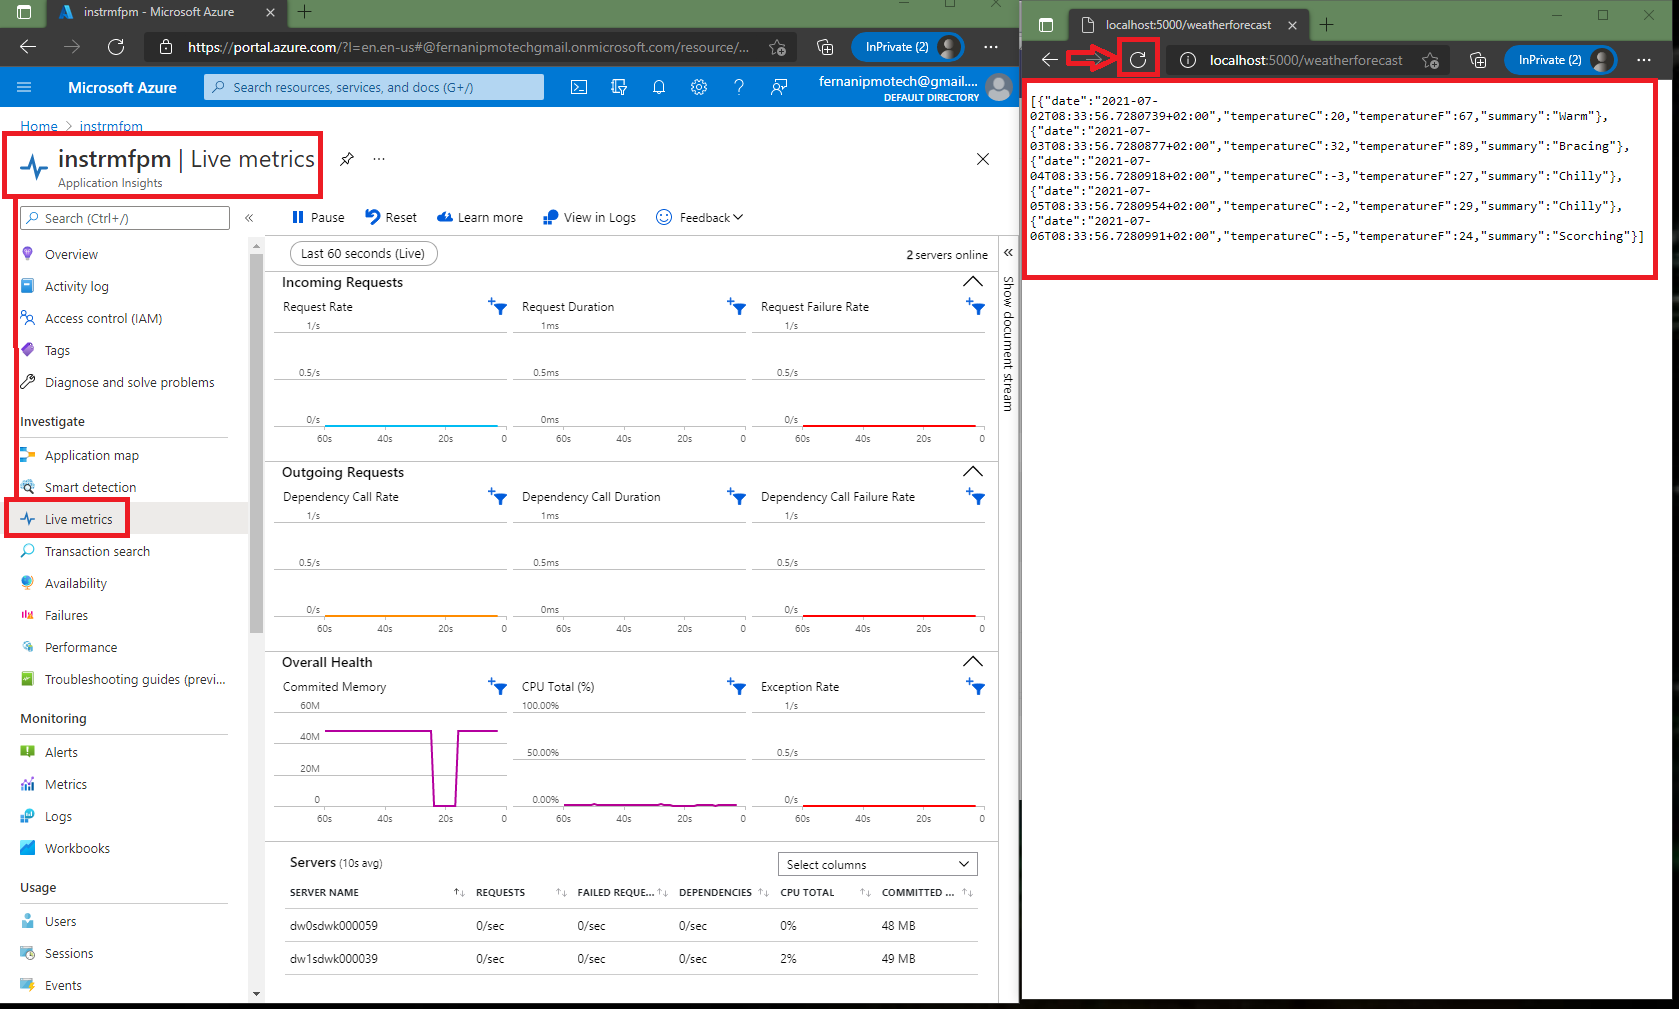 instrmfpm - Microsoft Azure
https://portal.azure.com/?l=en.en-us#@fernanipmotechgmail.onmicrosoft.com/resource/...
InPrivate (2)
Microsoft Azure
Search resources, services, and docs (G+/)
fernanipmotech@gmail....
DEFAULT DIRECTORY
Home > instrmfpm
instrmfpm | Live metrics
Application Insights
Search (Ctrl+/)
Overview
Activity log
Access control (IAM)
Tags
Diagnose and solve problems
Investigate
Application map
Smart detection
Live metrics
Transaction search
Availability
Failures
Performance
Troubleshooting guides (previ...
Monitoring
Alerts
Metrics
Logs
Workbooks
Usage
Users
Sessions
Events
Pause Reset Learn more View in Logs Feedback
Last 60 seconds (Live)
2 servers online
Show document stream
Incoming Requests
Request Rate
1/s
0.5/s
0/s
60s 40s 20s 0
Request Duration
1ms
0.5ms
0ms
60s 40s 20s 0
Request Failure Rate
1/s
0.5/s
0/s
60s 40s 20s 0
Outgoing Requests
Dependency Call Rate
1/s
0.5/s
0/s
60s 40s 20s 0
Dependency Call Duration
1ms
0.5ms
0ms
60s 40s 20s 0
Dependency Call Failure Rate
1/s
0.5/s
0/s
60s 40s 20s 0
Overall Health
Commited Memory
60M
40M
20M
0
60s 40s 20s 0
CPU Total (%)
100.00%
50.00%
0.00%
60s 40s 20s 0
Exception Rate
1/s
0.5/s
0/s
60s 40s 20s 0
Servers (10s avg)
Select columns
SERVER NAME REQUESTS FAILED REQUE... DEPENDENCIES CPU TOTAL COMMITTED ...
dw0sdwk000059 0/sec 0/sec 0/sec 0% 48 MB
dw1sdwk000039 0/sec 0/sec 0/sec 2% 49 MB
localhost:5000/weatherforecast
localhost:5000/weatherforecast
InPrivate (2)
[{"date":"2021-07-
02T08:33:56.7280739+02:00","temperatureC":20,"temperatureF":67,"summary":"Warm"},
{"date":"2021-07-
03T08:33:56.7280877+02:00","temperatureC":32,"temperatureF":89,"summary":"Bracing"},
{"date":"2021-07-
04T08:33:56.7280918+02:00","temperatureC":-3,"temperatureF":27,"summary":"Chilly"},
{"date":"2021-07-
05T08:33:56.7280954+02:00","temperatureC":-2,"temperatureF":29,"summary":"Chilly"},
{"date":"2021-07-
06T08:33:56.7280991+02:00","temperatureC":-5,"temperatureF":24,"summary":"Scorching"}]